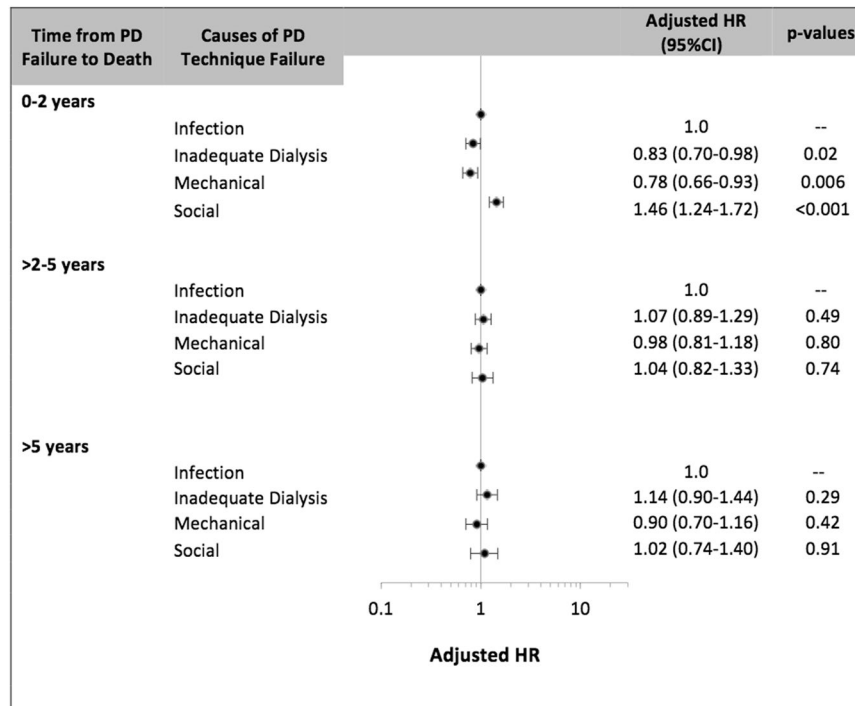 Time from PD Failure to Death Causes of PD Technique Failure Adjusted HR (95%CI) p-values
0-2 years
Infection 1.0 --
Inadequate Dialysis 0.83 (0.70-0.98) 0.02
Mechanical 0.78 (0.66-0.93) 0.006
Social 1.46 (1.24-1.72) <0.001
>2-5 years
Infection 1.0 --
Inadequate Dialysis 1.07 (0.89-1.29) 0.49
Mechanical 0.98 (0.81-1.18) 0.80
Social 1.04 (0.82-1.33) 0.74
>5 years
Infection 1.0 --
Inadequate Dialysis 1.14 (0.90-1.44) 0.29
Mechanical 0.90 (0.70-1.16) 0.42
Social 1.02 (0.74-1.40) 0.91
0.1 1 10
Adjusted HR